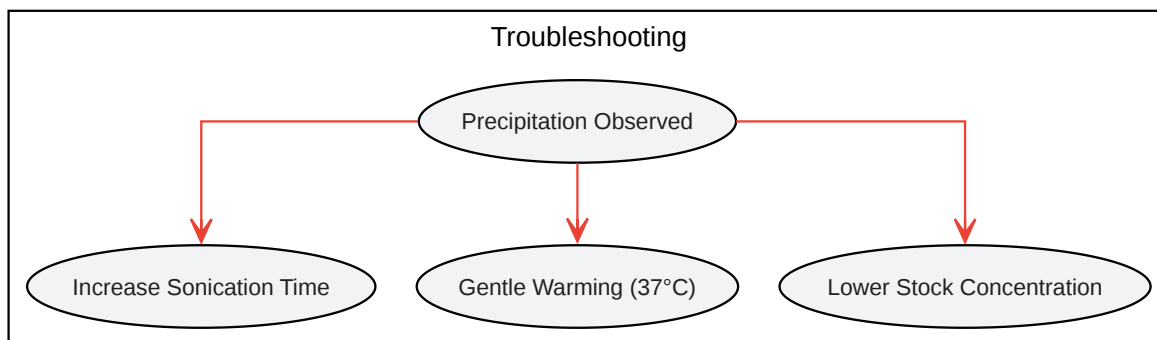 Troubleshooting
Precipitation Observed
Increase Sonication Time
Gentle Warming (37°C)
Lower Stock Concentration